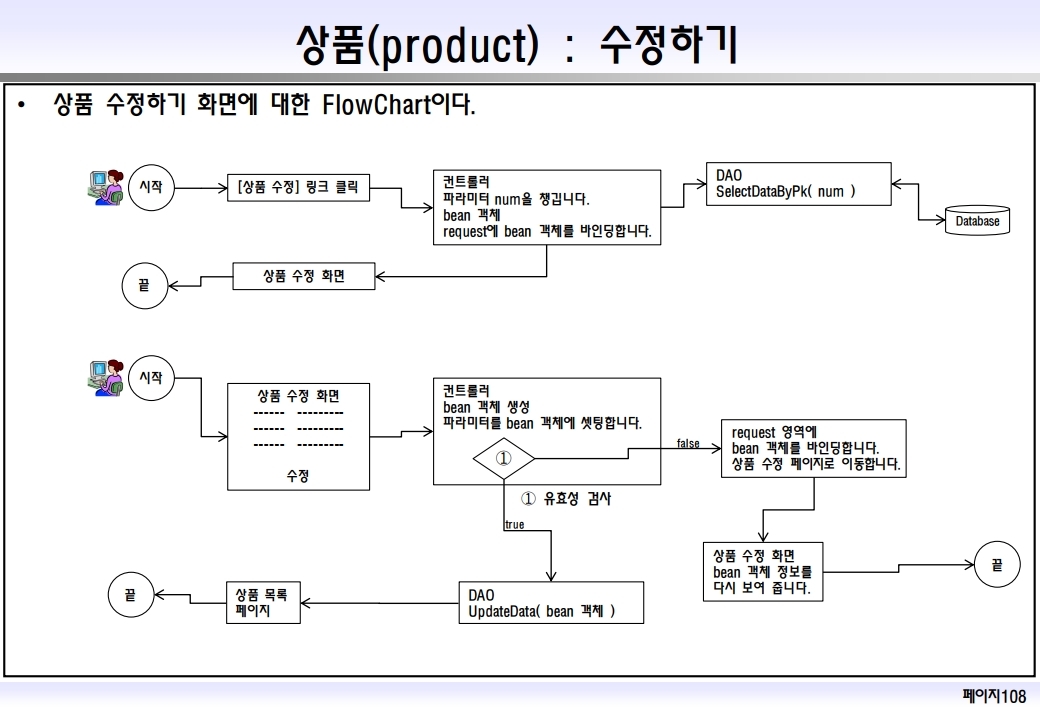 상품(product) : 수정하기
• 상품 수정하기 화면에 대한 FlowChart이다.
시작
[상품 수정] 링크 클릭
컨트롤러
파라미터 num을 챙깁니다.
bean 객체
request에 bean 객체를 바인딩합니다.
DAO
SelectDataByPk( num )
Database
상품 수정 화면
끝
시작
상품 수정 화면
------ ---------
------ ---------
------ ---------
수정
컨트롤러
bean 객체 생성
파라미터를 bean 객체에 셋팅합니다.
①
false
① 유효성 검사
true
request 영역에
bean 객체를 바인딩합니다.
상품 수정 페이지로 이동합니다.
상품 수정 화면
bean 객체 정보를
다시 보여 줍니다.
끝
DAO
UpdateData( bean 객체 )
상품 목록
페이지
끝
페이지108